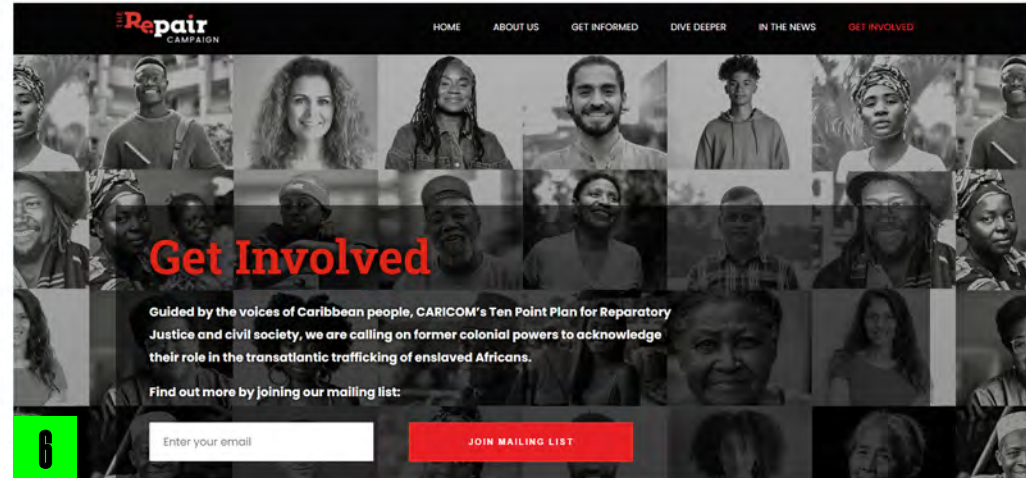 THE Repair
CAMPAIGN
HOME ABOUT US GET INFORMED DIVE DEEPER IN THE NEWS GET INVOLVED
Get Involved
Guided by the voices of Caribbean people, CARICOM's Ten Point Plan for Reparatory
Justice and civil society, we are calling on former colonial powers to acknowledge
their role in the transatlantic trafficking of enslaved Africans.
Find out more by joining our mailing list:
Enter your email JOIN MAILING LIST
6